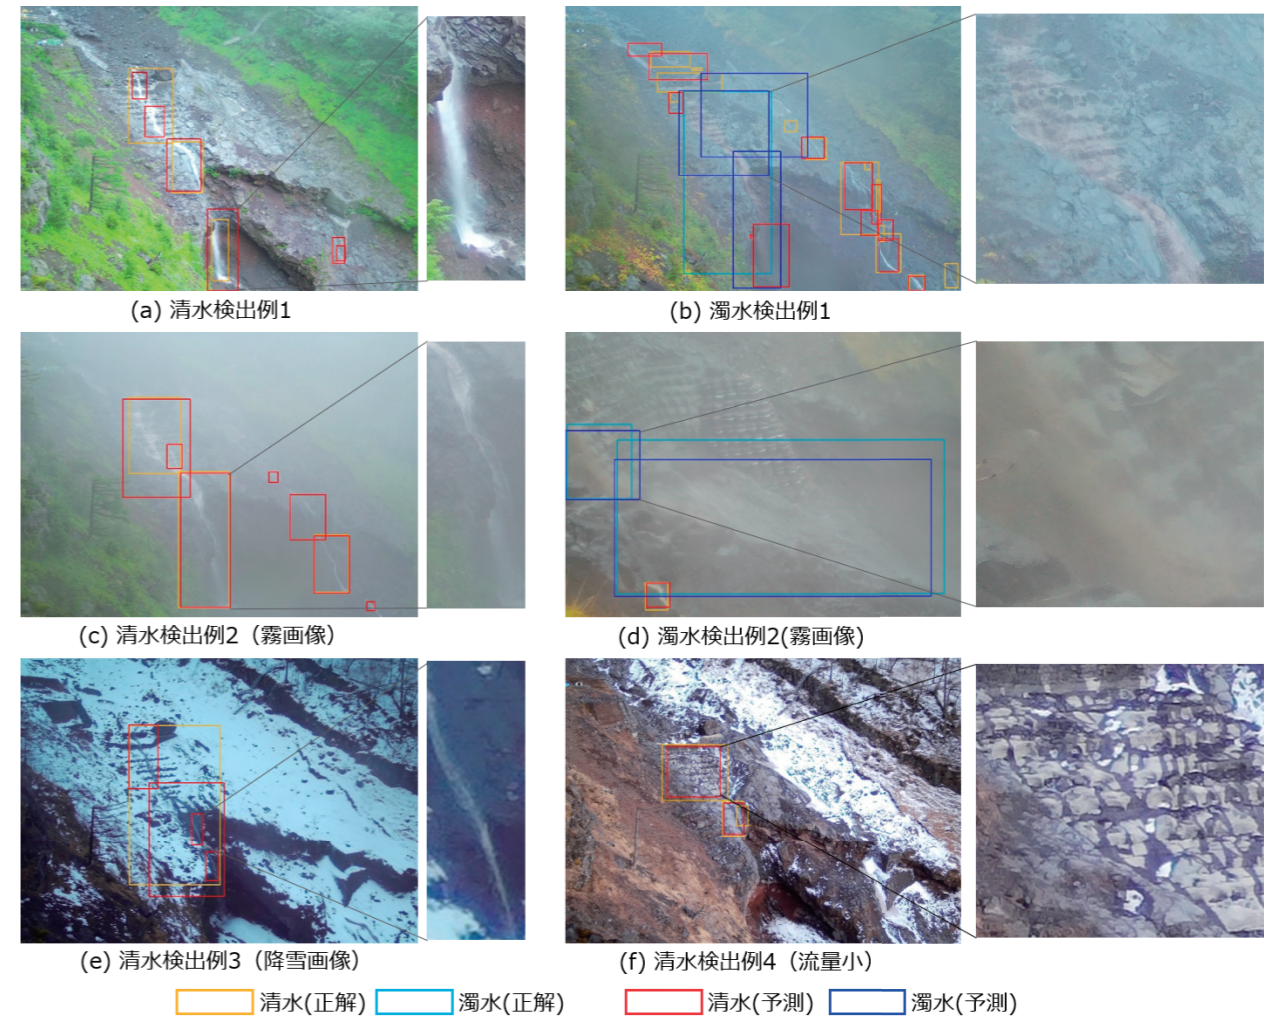 (a) 清水検出例1
(b) 濁水検出例1
(c) 清水検出例2（霧画像）
(d) 濁水検出例2(霧画像)
(e) 清水検出例3（降雪画像）
(f) 清水検出例4（流量小）
清水(正解)
濁水(正解)
清水(予測)
濁水(予測)